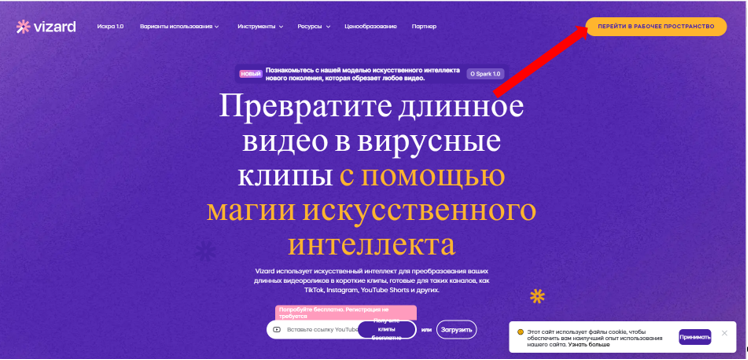 vizard
Искра 1.0 Варианты использования Инструменты Ресурсы Ценообразование Партнер
ПЕРЕЙТИ В РАБОЧЕЕ ПРОСТРАНСТВО
НОВЫЙ
Познакомьтесь с нашей моделью искусственного интеллекта
нового поколения, которая обрезает любое видео.
О Spark 1.0
Превратите длинное
видео в вирусные
клипы с помощью
магии искусственного
интеллекта
Vizard использует искусственный интеллект для преобразования ваших
длинных видеороликов в короткие клипы, готовые для таких каналов, как
TikTok, Instagram, YouTube Shorts и других.
Попробуйте бесплатно. Регистрация не
требуется
Вставьте ссылку YouTube
клипы
бесплатно
или
Загрузить
Этот сайт использует файлы cookie, чтобы
обеспечить вам наилучший опыт использования
нашего сайта. Узнать больше
Принимать